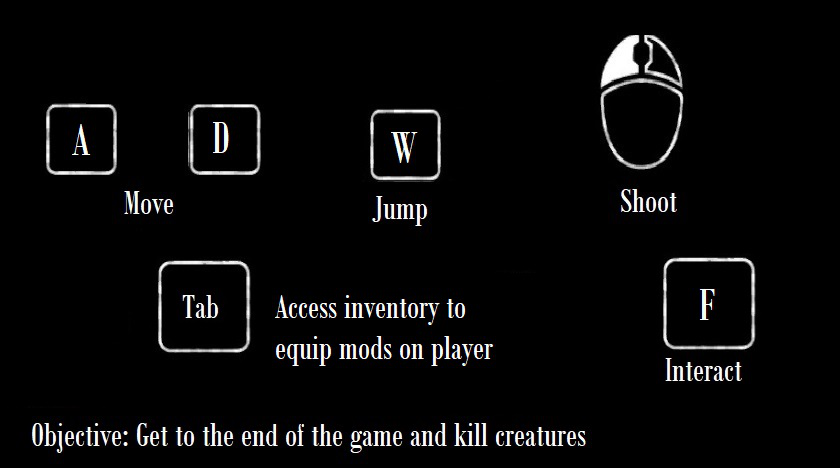 A
D
W
Move
Jump
Shoot
Tab
Access inventory to
equip mods on player
F
Interact
Objective: Get to the end of the game and kill creatures